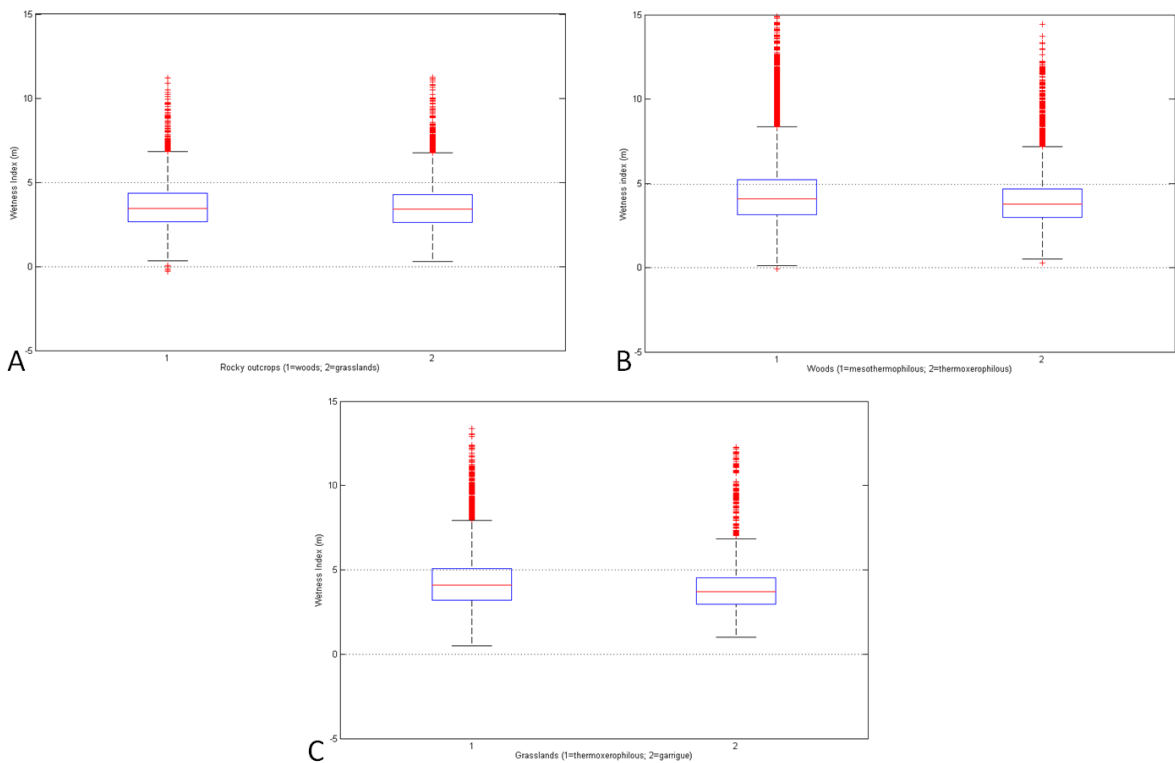 15
10
5
0
-5
Wetness Index (m)
1
2
Rocky outcrops (1=woods; 2=grasslands)
A
15
10
5
0
-5
Wetness index (m)
1
2
Woods (1=mesothermophilous; 2=thermoxerophilous)
B
15
10
5
0
-5
Wetness Index (m)
1
2
Grasslands (1=thermoxerophilous; 2=garrigue)
C